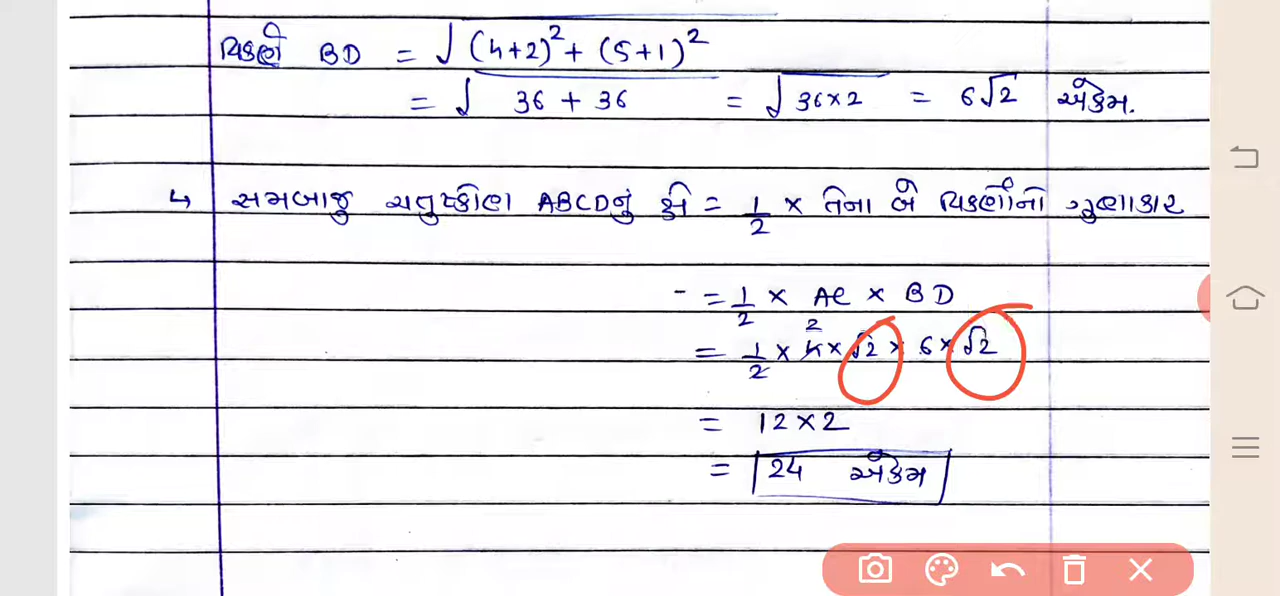 વિકર્ણ BD = √(4+2)² + (5+1)²
= √36 + 36 = √36×2 = 6√2 એકમ.
↳ સમબાજુ ચતુષ્કોણ ABCDનું ક્ષે = 1/2 × તેના બે વિકર્ણોનો ગુણાકાર
- = 1/2 × AC × BD
2
= 1/2 × 4 × √2 × 6 × √2
= 12 × 2
= 24 એકમ